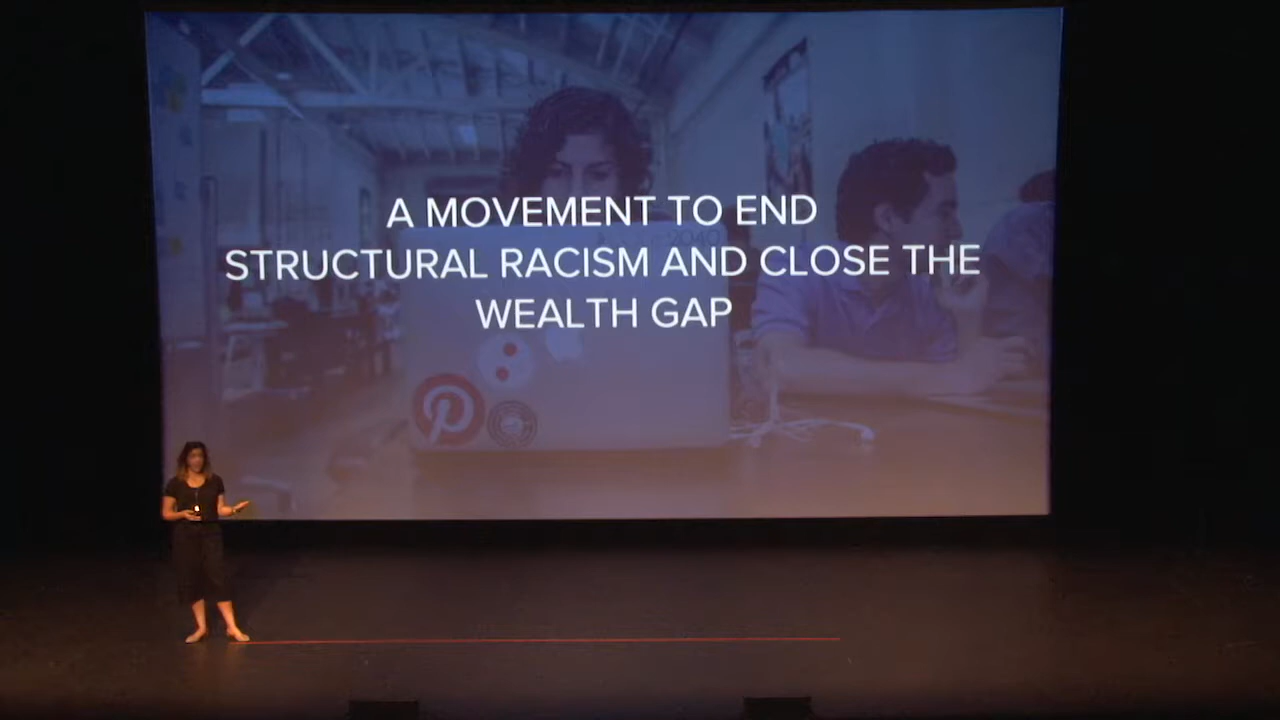 A MOVEMENT TO END
STRUCTURAL RACISM AND CLOSE THE
WEALTH GAP